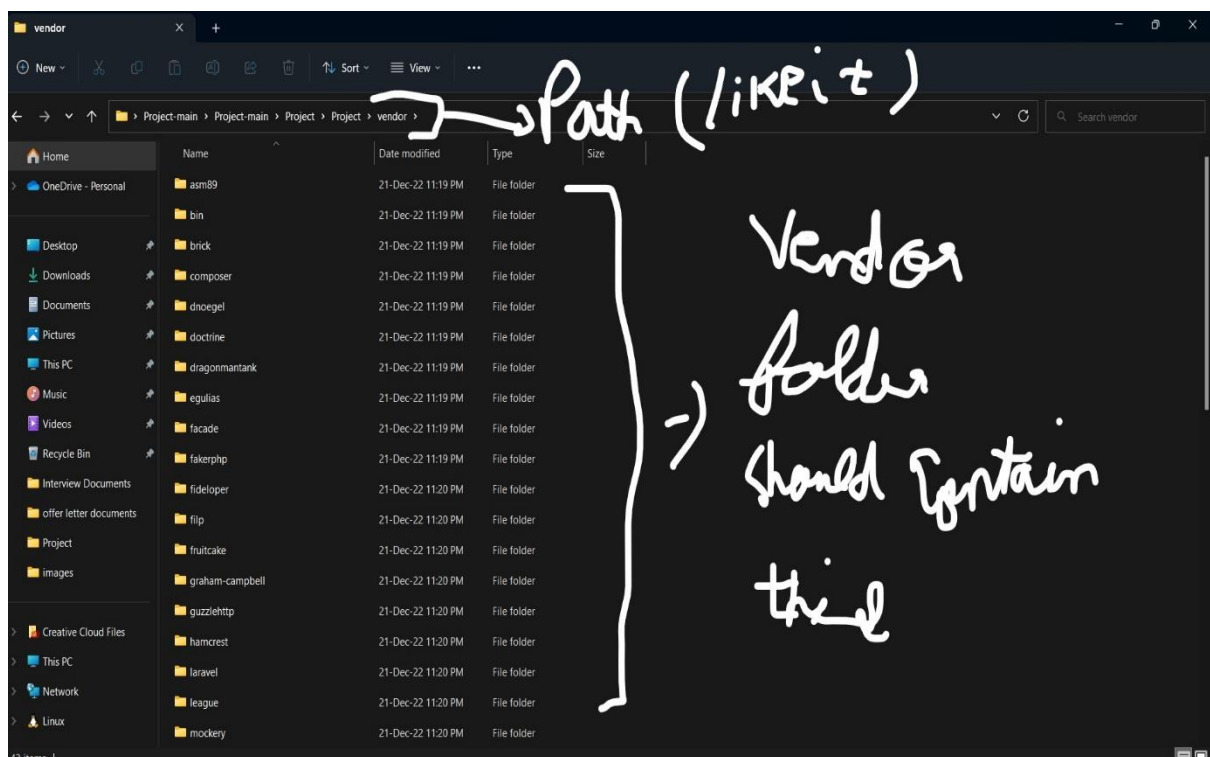 vendor
New
Sort
View
Path (likeit)
Project-main > Project-main > Project > Project > vendor >
Search vendor
Home
OneDrive - Personal
Desktop
Downloads
Documents
Pictures
This PC
Music
Videos
Recycle Bin
Interview Documents
offer letter documents
Project
images
Creative Cloud Files
This PC
Network
Linux
Name Date modified Type Size
asm89 21-Dec-22 11:19 PM File folder
bin 21-Dec-22 11:19 PM File folder
brick 21-Dec-22 11:19 PM File folder
composer 21-Dec-22 11:19 PM File folder
dnoegel 21-Dec-22 11:19 PM File folder
doctrine 21-Dec-22 11:19 PM File folder
dragonmantank 21-Dec-22 11:19 PM File folder
egulias 21-Dec-22 11:19 PM File folder
facade 21-Dec-22 11:19 PM File folder
fakerphp 21-Dec-22 11:19 PM File folder
fideloper 21-Dec-22 11:20 PM File folder
filp 21-Dec-22 11:20 PM File folder
fruitcake 21-Dec-22 11:20 PM File folder
graham-campbell 21-Dec-22 11:20 PM File folder
guzzlehttp 21-Dec-22 11:20 PM File folder
hamcrest 21-Dec-22 11:20 PM File folder
laravel 21-Dec-22 11:20 PM File folder
league 21-Dec-22 11:20 PM File folder
mockery 21-Dec-22 11:20 PM File folder
Vendor
folder
should Contain